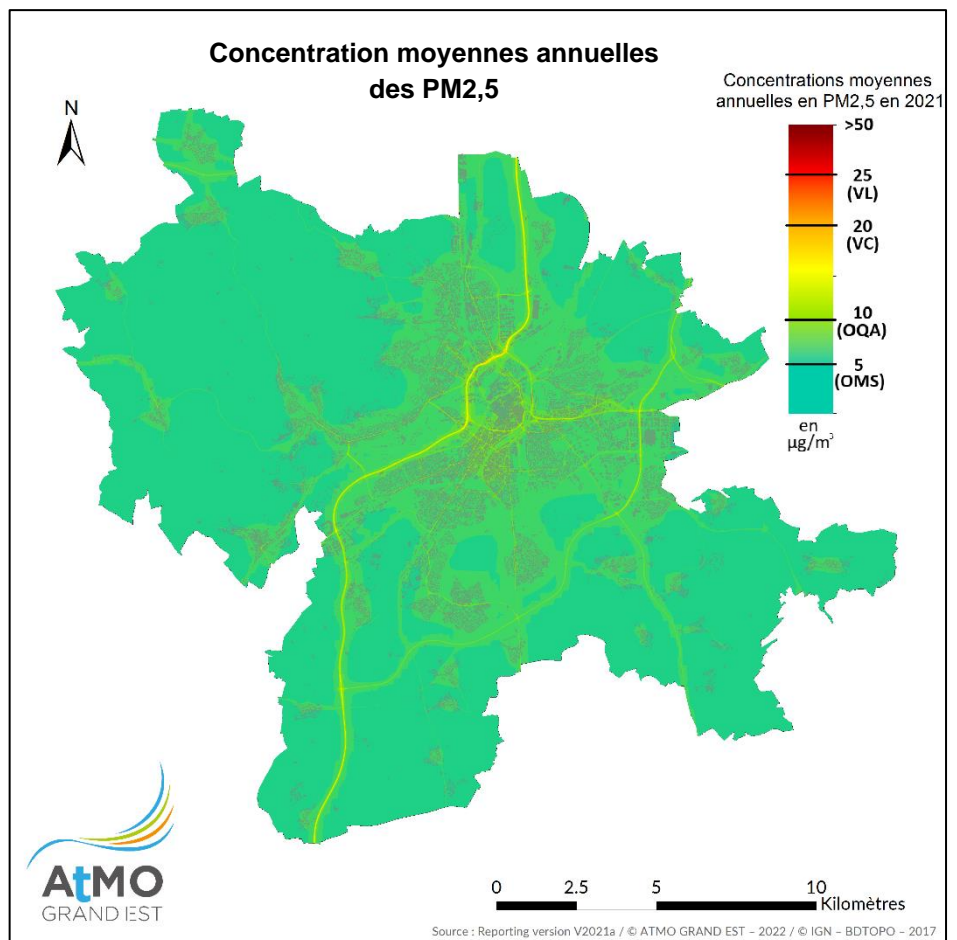 Concentration moyennes annuelles
des PM2,5
N
Concentrations moyennes
annuelles en PM2,5 en 2021
>50
25
(VL)
20
(VC)
10
(OQA)
5
(OMS)
en
µg/m³
AtMO
GRAND EST
0 2.5 5 10
Kilomètres
Source : Reporting version V2021a / © ATMO GRAND EST - 2022 / © IGN - BDTOPO - 2017